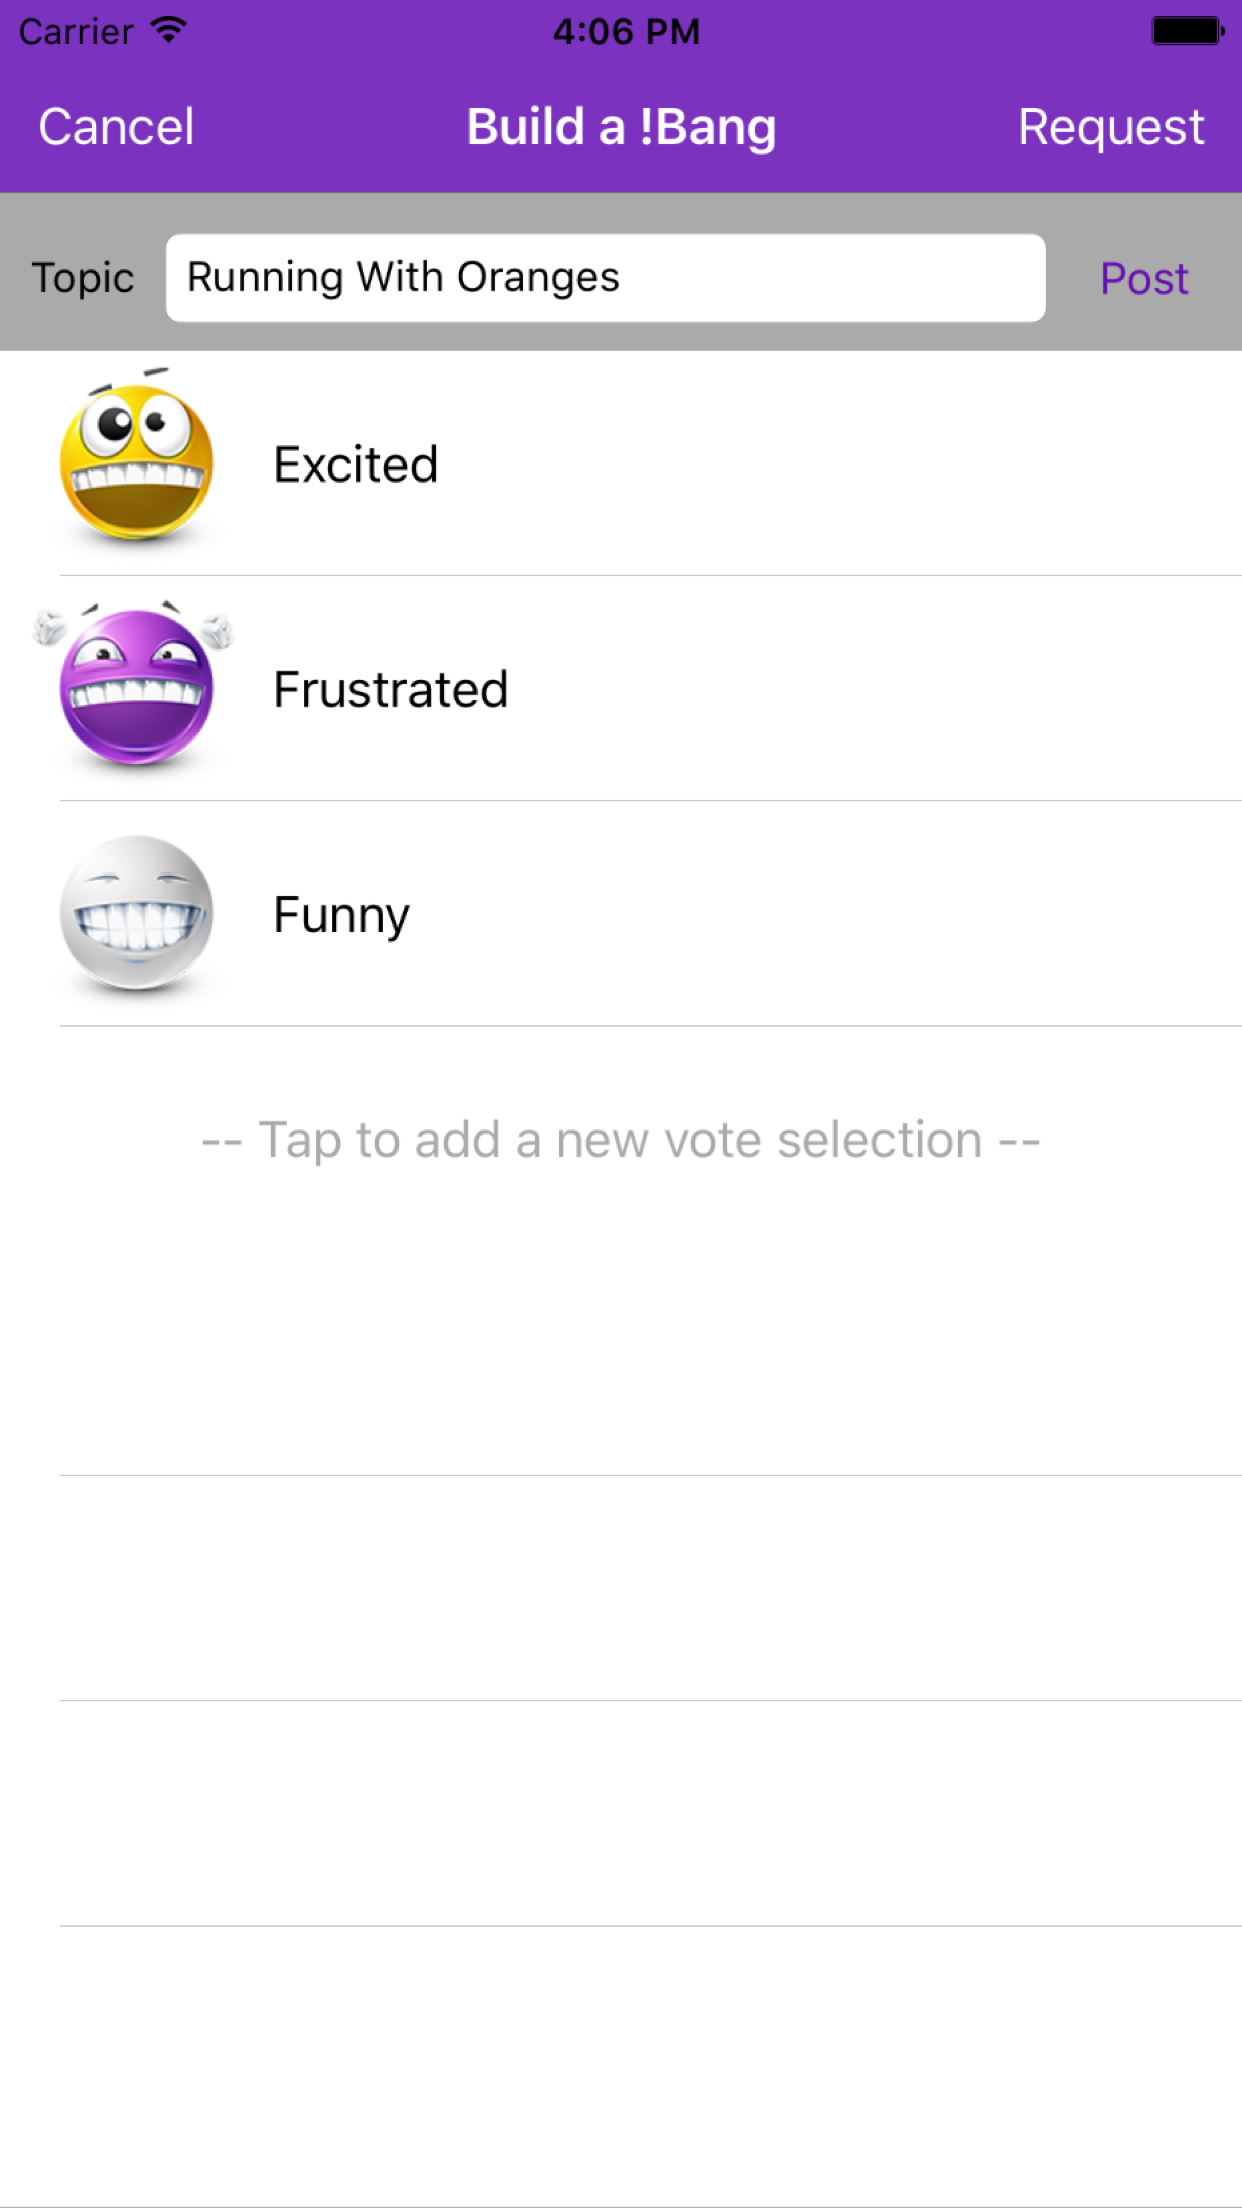 Carrier 4:06 PM
Cancel Build a !Bang Request
Topic Running With Oranges Post
Excited
Frustrated
Funny
-- Tap to add a new vote selection --